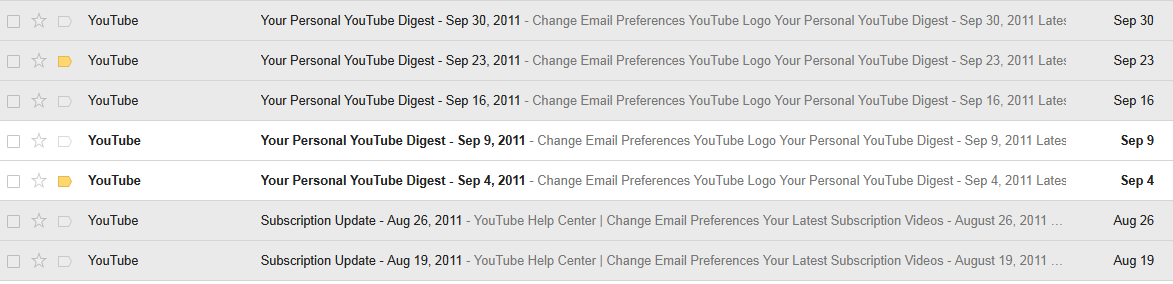 YouTube Your Personal YouTube Digest - Sep 30, 2011 - Change Email Preferences YouTube Logo Your Personal YouTube Digest - Sep 30, 2011 Lates Sep 30
YouTube Your Personal YouTube Digest - Sep 23, 2011 - Change Email Preferences YouTube Logo Your Personal YouTube Digest - Sep 23, 2011 Lates Sep 23
YouTube Your Personal YouTube Digest - Sep 16, 2011 - Change Email Preferences YouTube Logo Your Personal YouTube Digest - Sep 16, 2011 Lates Sep 16
YouTube Your Personal YouTube Digest - Sep 9, 2011 - Change Email Preferences YouTube Logo Your Personal YouTube Digest - Sep 9, 2011 Lates Sep 9
YouTube Your Personal YouTube Digest - Sep 4, 2011 - Change Email Preferences YouTube Logo Your Personal YouTube Digest - Sep 4, 2011 Lates Sep 4
YouTube Subscription Update - Aug 26, 2011 - YouTube Help Center | Change Email Preferences Your Latest Subscription Videos - August 26, 2011 ... Aug 26
YouTube Subscription Update - Aug 19, 2011 - YouTube Help Center | Change Email Preferences Your Latest Subscription Videos - August 19, 2011 ... Aug 19